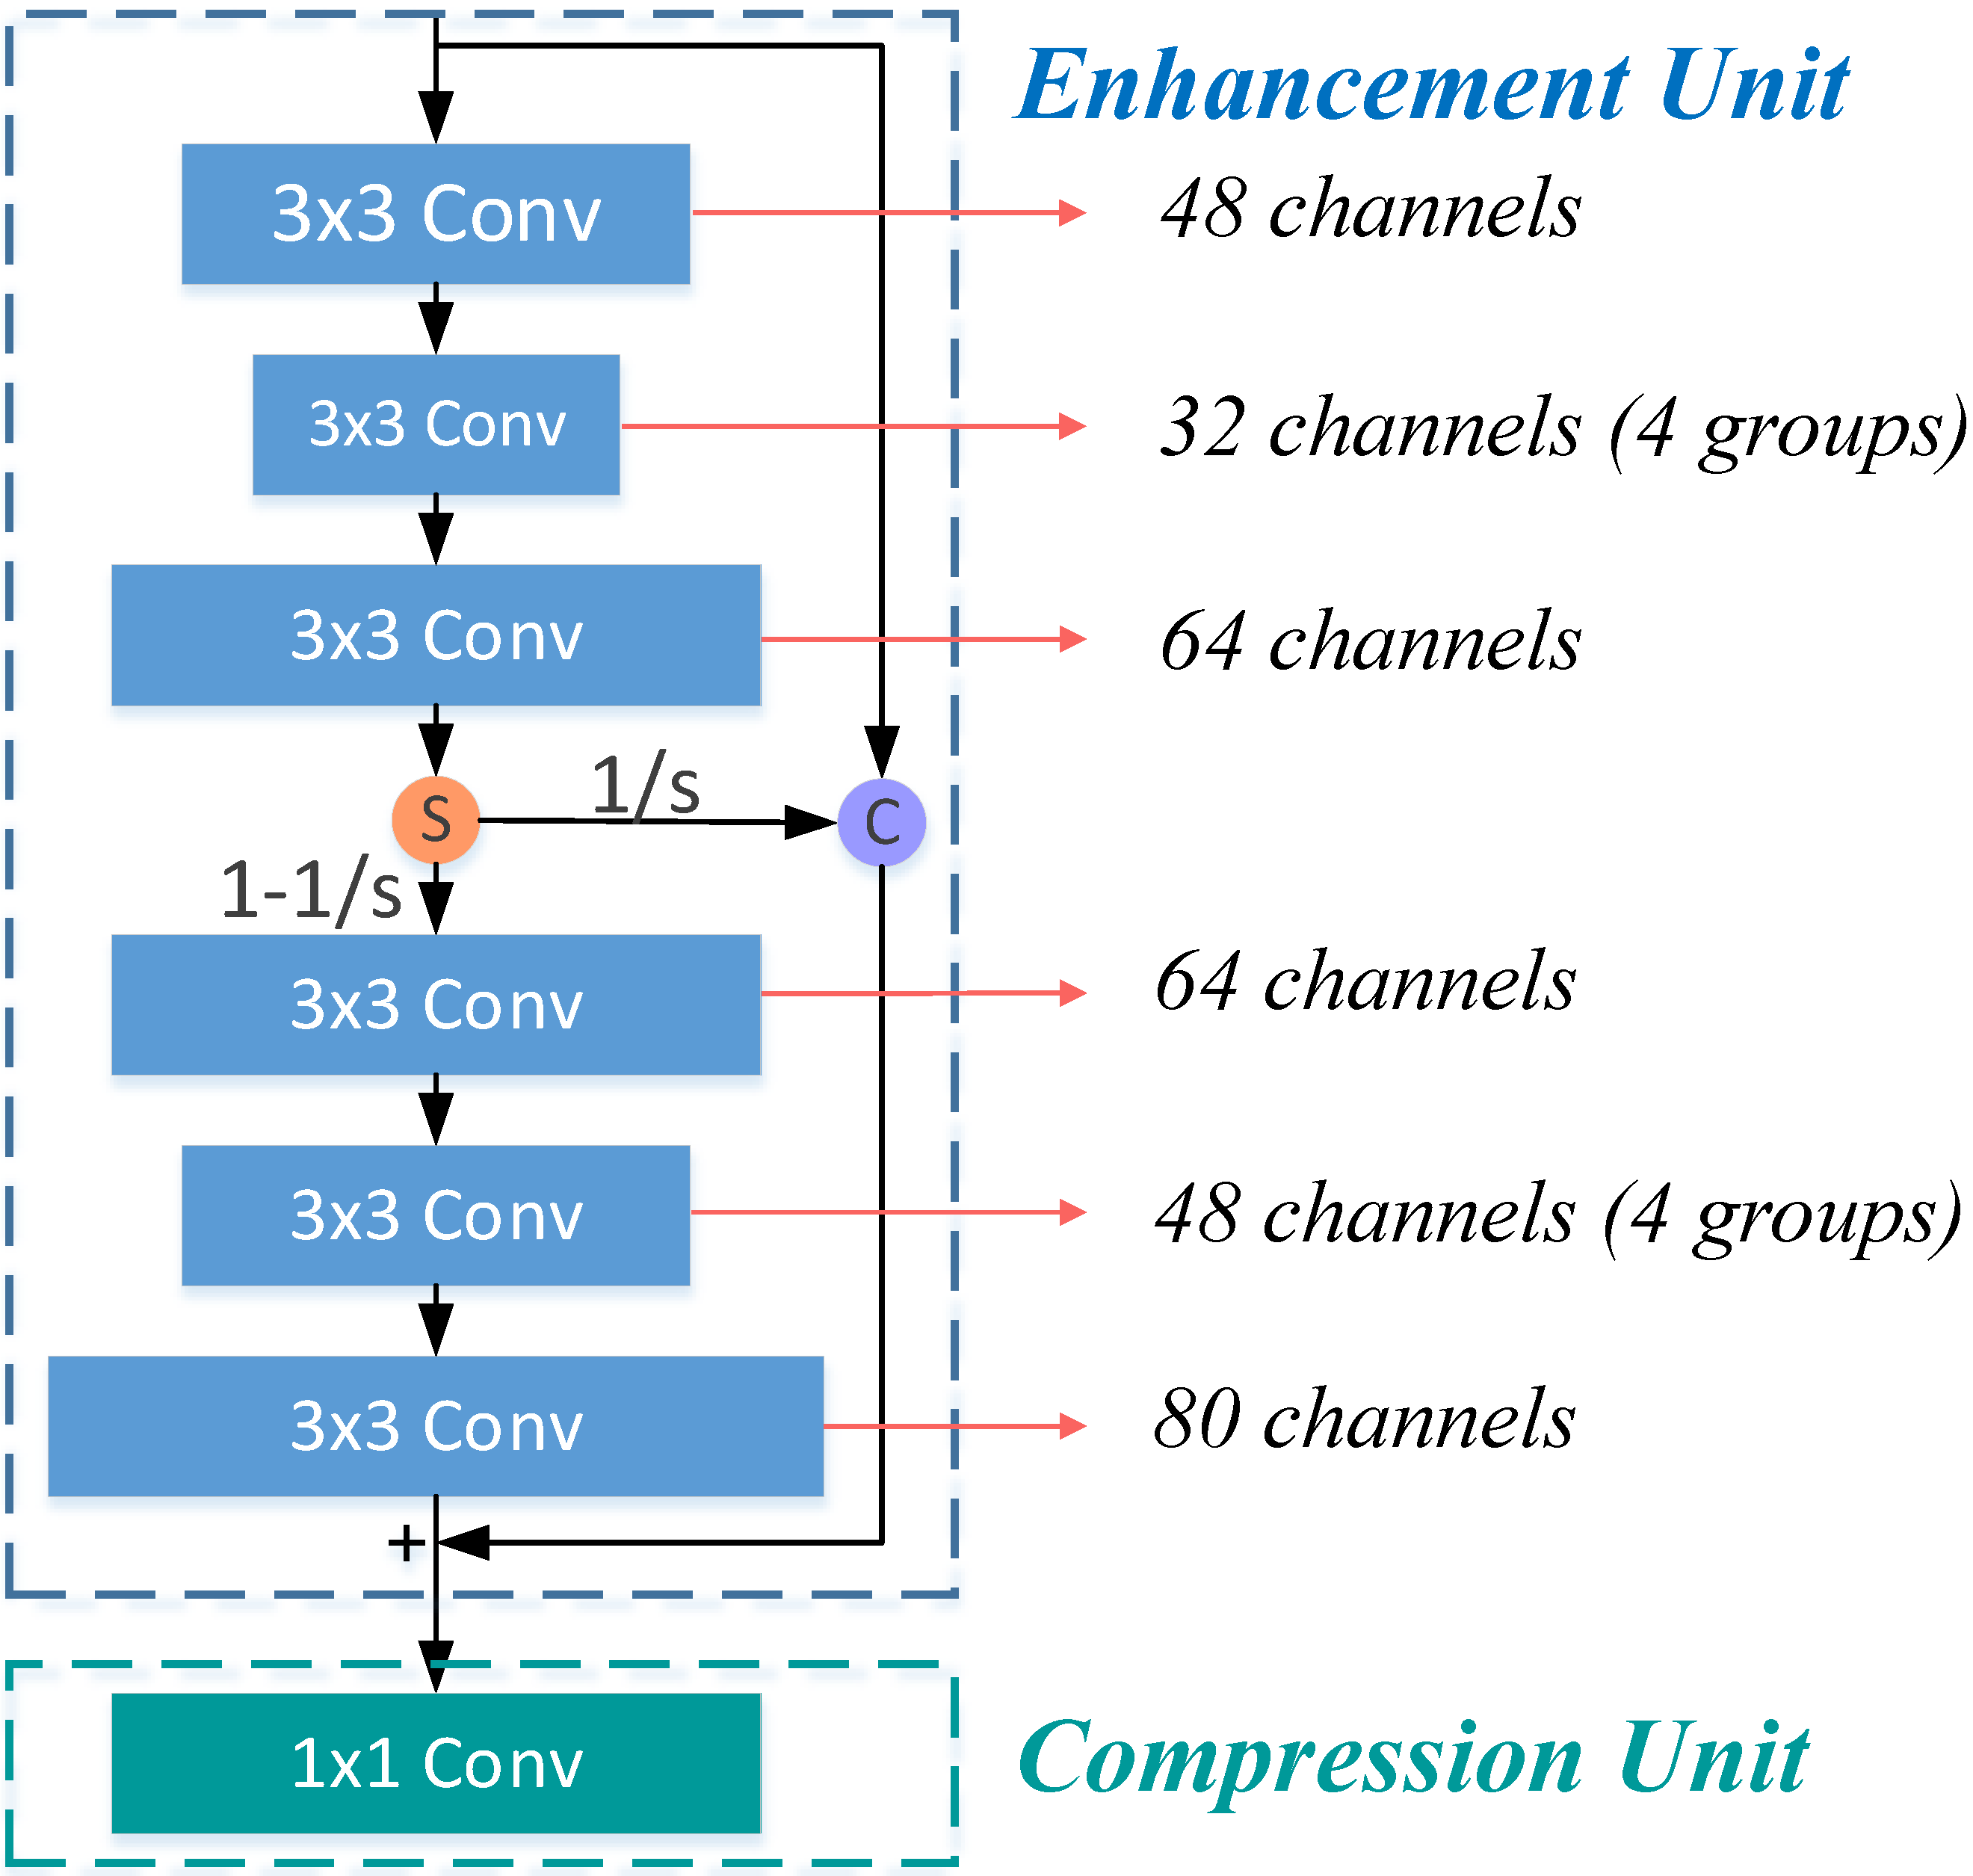 Enhancement Unit
3x3 Conv
48 channels
3x3 Conv
32 channels (4 groups)
3x3 Conv
64 channels
S
1/s
C
1-1/s
3x3 Conv
64 channels
3x3 Conv
48 channels (4 groups)
3x3 Conv
80 channels
+
1x1 Conv
Compression Unit